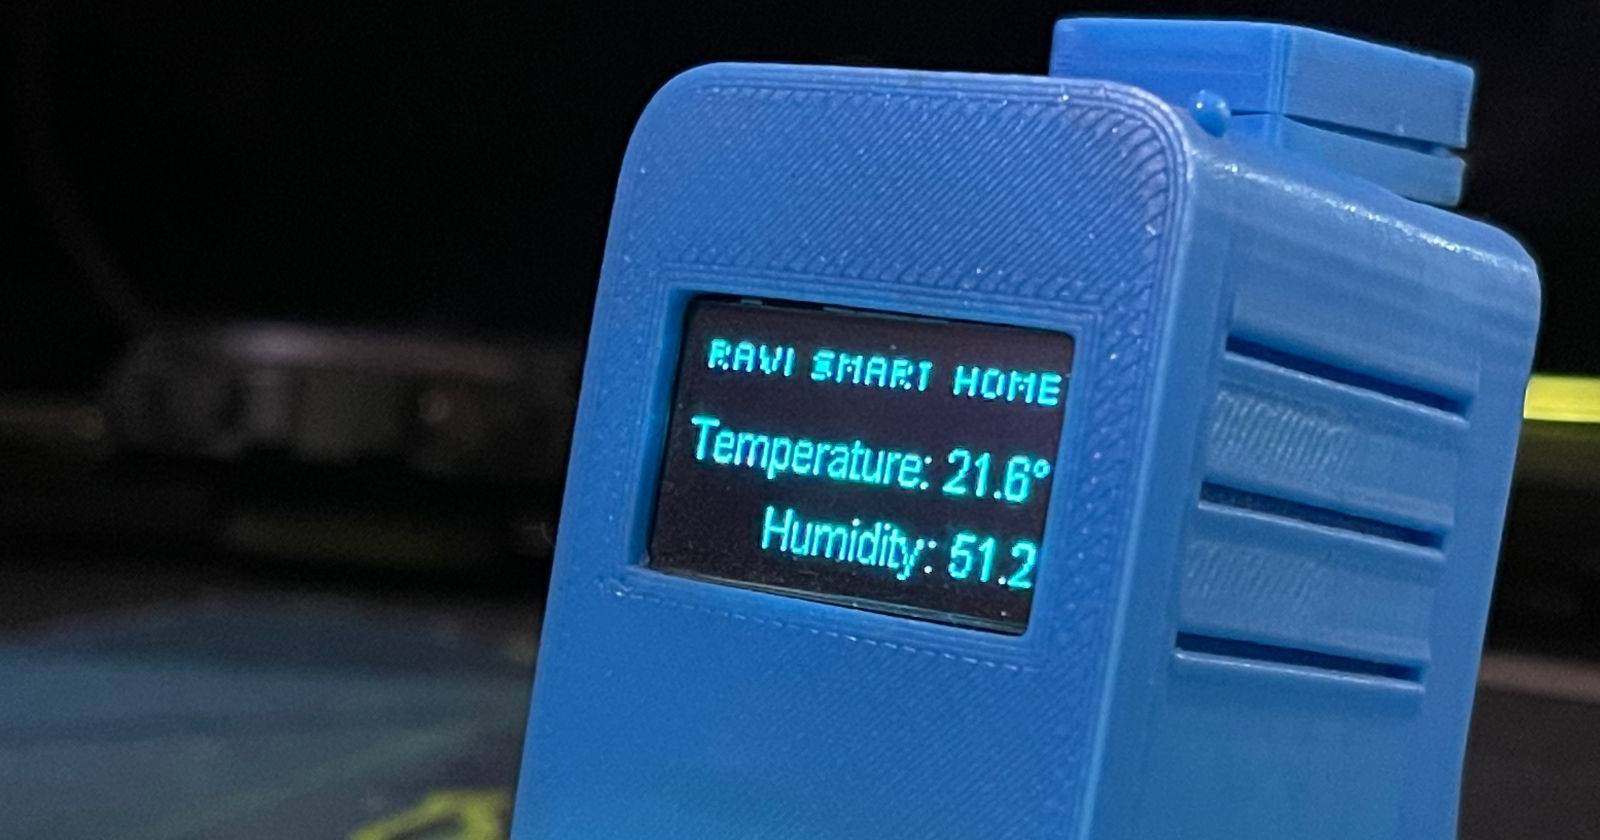 RAVI SMART HOME
Temperature: 21.6°
Humidity: 51.2